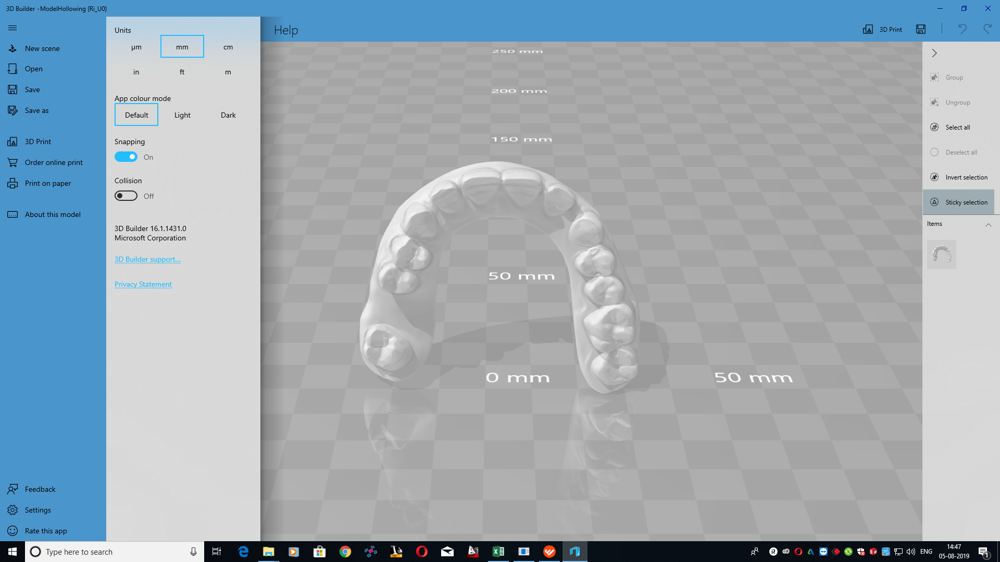 3D Builder -ModelHollowing {Ri_U0}
New scene
Open
Save
Save as
3D Print
Order online print
Print on paper
About this model
Feedback
Settings
Rate this app
Units
µm mm cm
in ft m
App colour mode
Default Light Dark
Snapping
On
Collision
Off
3D Builder 16.1.1431.0
Microsoft Corporation
3D Builder support...
Privacy Statement
Help
3D Print
250 mm
200 mm
150 mm
50 mm
0 mm
50 mm
Group
Ungroup
Select all
Deselect all
Invert selection
Sticky selection
Items
Type here to search
ENG
14:47
05-08-2019
1